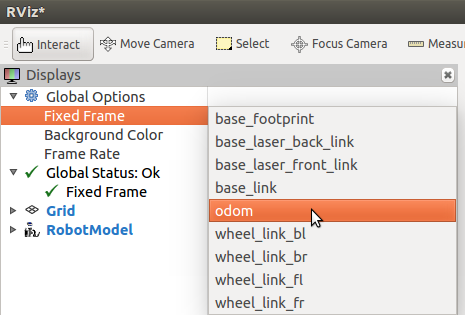 RViz*
Interact Move Camera Select Focus Camera Measu
Displays
Global Options
Fixed Frame
Background Color
Frame Rate
Global Status: Ok
Fixed Frame
Grid
RobotModel
base_footprint
base_laser_back_link
base_laser_front_link
base_link
odom
wheel_link_bl
wheel_link_br
wheel_link_fl
wheel_link_fr